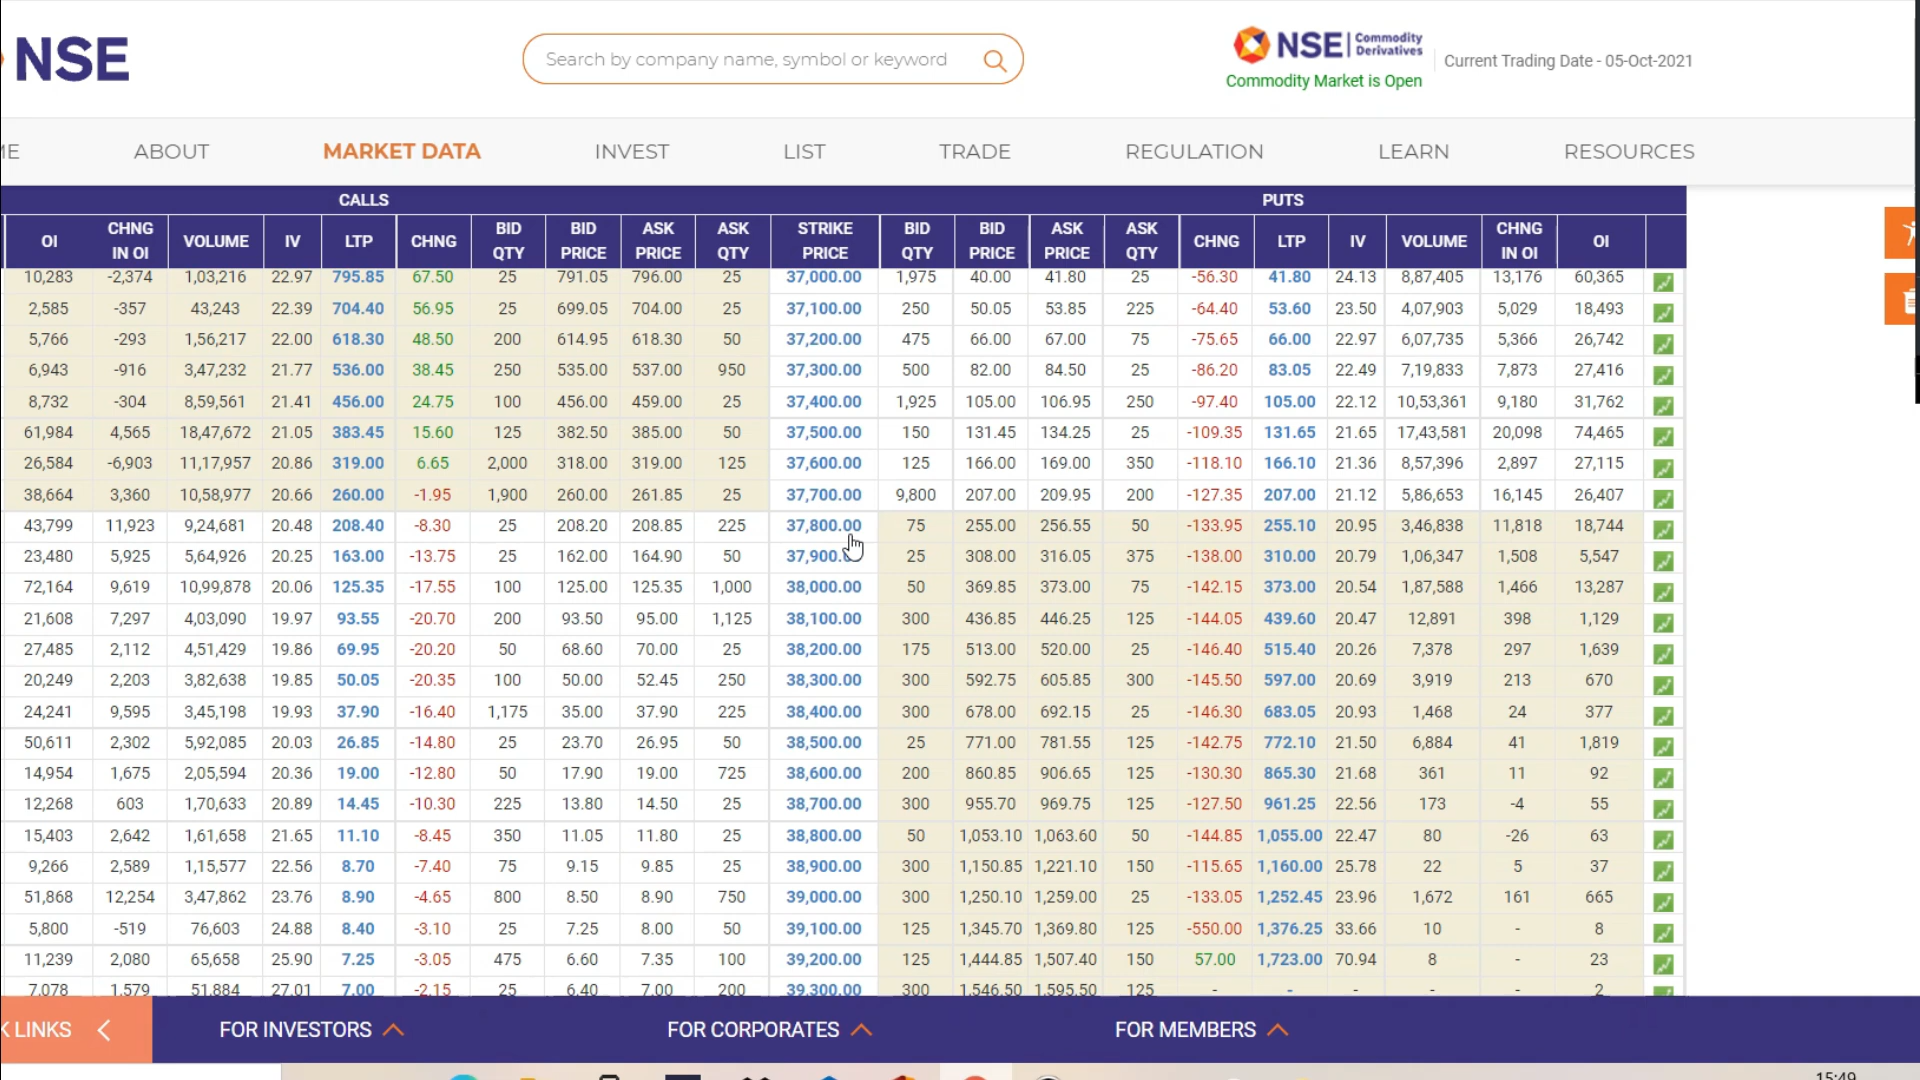 NSE
Search by company name, symbol or keyword
NSE Commodity Derivatives
Commodity Market is Open
Current Trading Date - 05-Oct-2021
ABOUT MARKET DATA INVEST LIST TRADE REGULATION LEARN RESOURCES
CALLS PUTS
OI CHNG IN OI VOLUME IV LTP CHNG BID QTY BID PRICE ASK PRICE ASK QTY STRIKE PRICE BID QTY BID PRICE ASK PRICE ASK QTY CHNG LTP IV VOLUME CHNG IN OI OI
10,283 -2,374 1,03,216 22.97 795.85 67.50 25 791.05 796.00 25 37,000.00 1,975 40.00 41.80 25 -56.30 41.80 24.13 8,87,405 13,176 60,365
2,585 -357 43,243 22.39 704.40 56.95 25 699.05 704.00 25 37,100.00 250 50.05 53.85 225 -64.40 53.60 23.50 4,07,903 5,029 18,493
5,766 -293 1,56,217 22.00 618.30 48.50 200 614.95 618.30 50 37,200.00 475 66.00 67.00 75 -75.65 66.00 22.97 6,07,735 5,366 26,742
6,943 -916 3,47,232 21.77 536.00 38.45 250 535.00 537.00 950 37,300.00 500 82.00 84.50 25 -86.20 83.05 22.49 7,19,833 7,873 27,416
8,732 -304 8,59,561 21.41 456.00 24.75 100 456.00 459.00 25 37,400.00 1,925 105.00 106.95 250 -97.40 105.00 22.12 10,53,361 9,180 31,762
61,984 4,565 18,47,672 21.05 383.45 15.60 125 382.50 385.00 50 37,500.00 150 131.45 134.25 25 -109.35 131.65 21.65 17,43,581 20,098 74,465
26,584 -6,903 11,17,957 20.86 319.00 6.65 2,000 318.00 319.00 125 37,600.00 125 166.00 169.00 350 -118.10 166.10 21.36 8,57,396 2,897 27,115
38,664 3,360 10,58,977 20.66 260.00 -1.95 1,900 260.00 261.85 25 37,700.00 9,800 207.00 209.95 200 -127.35 207.00 21.12 5,86,653 16,145 26,407
43,799 11,923 9,24,681 20.48 208.40 -8.30 25 208.20 208.85 225 37,800.00 75 255.00 256.55 50 -133.95 255.10 20.95 3,46,838 11,818 18,744
23,480 5,925 5,64,926 20.25 163.00 -13.75 25 162.00 164.90 50 37,900.00 25 308.00 316.05 375 -138.00 310.00 20.79 1,06,347 1,508 5,547
72,164 9,619 10,99,878 20.06 125.35 -17.55 100 125.00 125.35 1,000 38,000.00 50 369.85 373.00 75 -142.15 373.00 20.54 1,87,588 1,466 13,287
21,608 7,297 4,03,090 19.97 93.55 -20.70 200 93.50 95.00 1,125 38,100.00 300 436.85 446.25 125 -144.05 439.60 20.47 12,891 398 1,129
27,485 2,112 4,51,429 19.86 69.95 -20.20 50 68.60 70.00 25 38,200.00 175 513.00 520.00 25 -146.40 515.40 20.26 7,378 297 1,639
20,249 2,203 3,82,638 19.85 50.05 -20.35 100 50.00 52.45 250 38,300.00 300 592.75 605.85 300 -145.50 597.00 20.69 3,919 213 670
24,241 9,595 3,45,198 19.93 37.90 -16.40 1,175 35.00 37.90 225 38,400.00 300 678.00 692.15 25 -146.30 683.05 20.93 1,468 24 377
50,611 2,302 5,92,085 20.03 26.85 -14.80 25 23.70 26.95 50 38,500.00 25 771.00 781.55 125 -142.75 772.10 21.50 6,884 41 1,819
14,954 1,675 2,05,594 20.36 19.00 -12.80 50 17.90 19.00 725 38,600.00 200 860.85 906.65 125 -130.30 865.30 21.68 361 11 92
12,268 603 1,70,633 20.89 14.45 -10.30 225 13.80 14.50 25 38,700.00 300 955.70 969.75 125 -127.50 961.25 22.56 173 -4 55
15,403 2,642 1,61,658 21.65 11.10 -8.45 350 11.05 11.80 25 38,800.00 50 1,053.10 1,063.60 50 -144.85 1,055.00 22.47 80 -26 63
9,266 2,589 1,15,577 22.56 8.70 -7.40 75 9.15 9.85 25 38,900.00 300 1,150.85 1,221.10 150 -115.65 1,160.00 25.78 22 5 37
51,868 12,254 3,47,862 23.76 8.90 -4.65 800 8.50 8.90 750 39,000.00 300 1,250.10 1,259.00 25 -133.05 1,252.45 23.96 1,672 161 665
5,800 -519 76,603 24.88 8.40 -3.10 25 7.25 8.00 50 39,100.00 125 1,345.70 1,369.80 125 -550.00 1,376.25 33.66 10 - 8
11,239 2,080 65,658 25.90 7.25 -3.05 475 6.60 7.35 100 39,200.00 125 1,444.85 1,507.40 150 57.00 1,723.00 70.94 8 - 23
7,078 1,579 51,884 27.01 7.00 -2.15 25 6.40 7.00 200 39,300.00 300 1,546.50 1,595.50 125 - - - - - 2
LINKS FOR INVESTORS FOR CORPORATES FOR MEMBERS
15:49